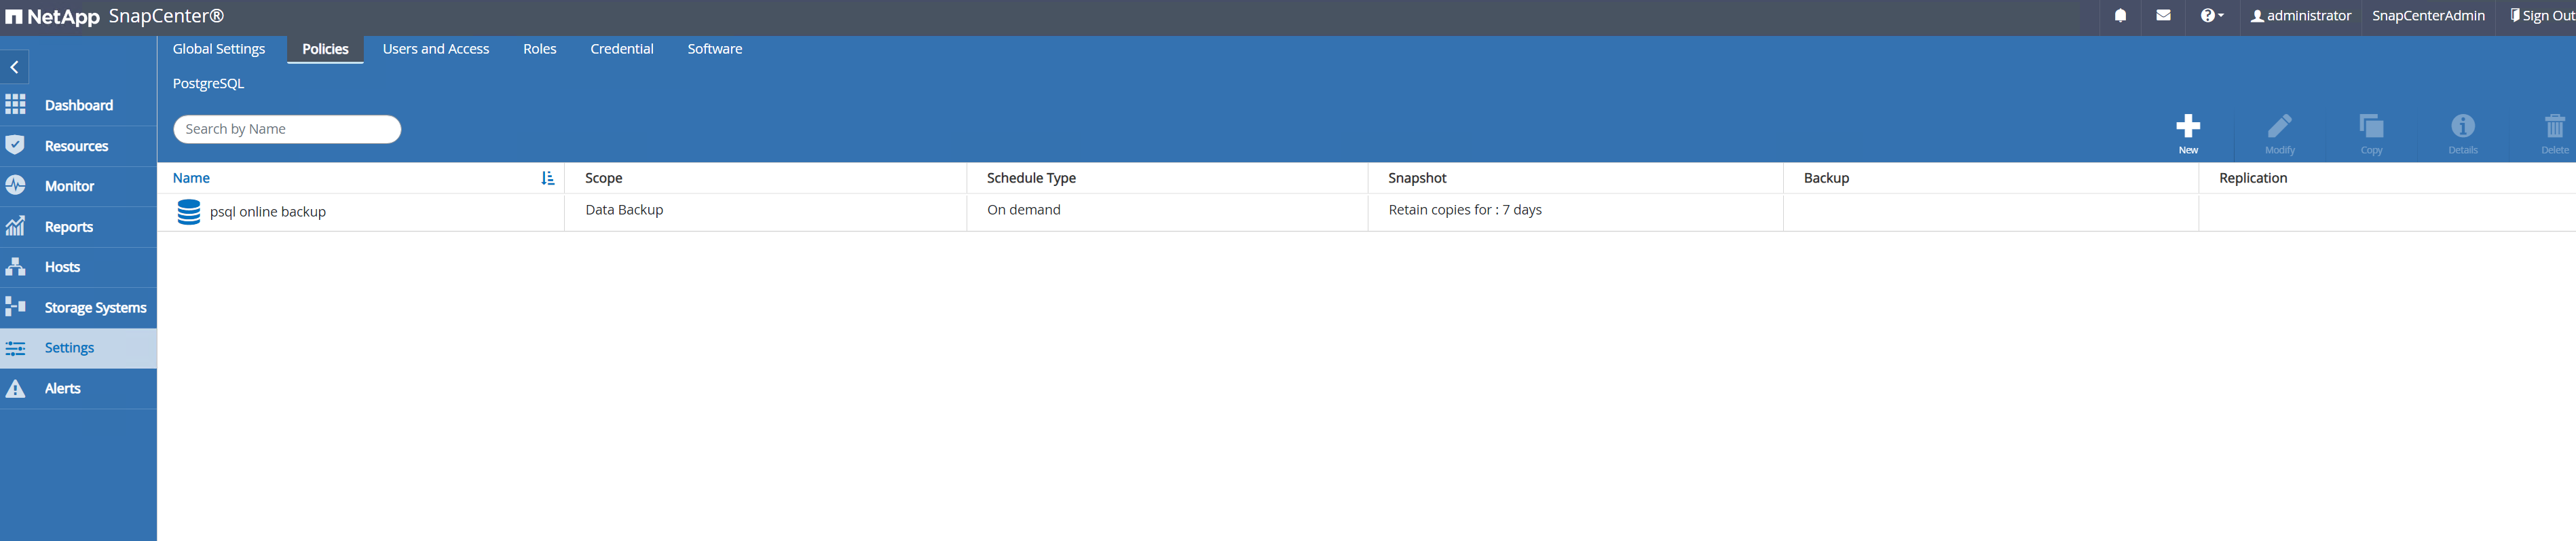 NetApp SnapCenter®
administrator
SnapCenterAdmin
Sign Out
Global Settings
Policies
Users and Access
Roles
Credential
Software
PostgreSQL
Search by Name
New
Modify
Copy
Details
Delete
Dashboard
Resources
Monitor
Reports
Hosts
Storage Systems
Settings
Alerts
Name
Scope
Schedule Type
Snapshot
Backup
Replication
psql online backup
Data Backup
On demand
Retain copies for : 7 days